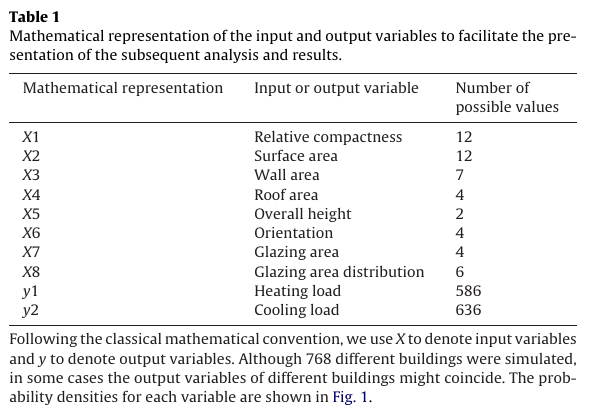 Table 1
Mathematical representation of the input and output variables to facilitate the pre-
sentation of the subsequent analysis and results.
Mathematical representation Input or output variable Number of
possible values
X1 Relative compactness 12
X2 Surface area 12
X3 Wall area 7
X4 Roof area 4
X5 Overall height 2
X6 Orientation 4
X7 Glazing area 4
X8 Glazing area distribution 6
y1 Heating load 586
y2 Cooling load 636
Following the classical mathematical convention, we use X to denote input variables
and y to denote output variables. Although 768 different buildings were simulated,
in some cases the output variables of different buildings might coincide. The prob-
ability densities for each variable are shown in Fig. 1.